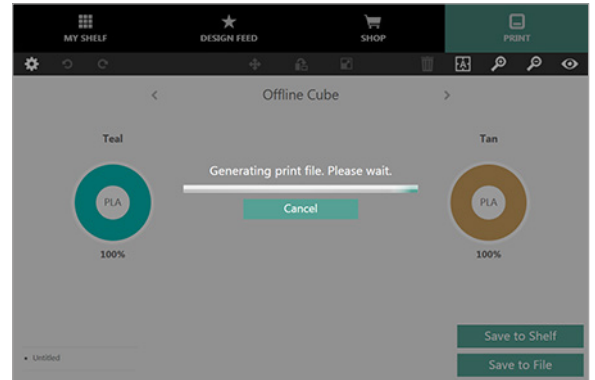 MY SHELF
DESIGN FEED
SHOP
PRINT
A
Offline Cube
Teal
Tan
Generating print file. Please wait.
PLA
Cancel
PLA
100%
100%
Save to Shelf
Untitled
Save to File